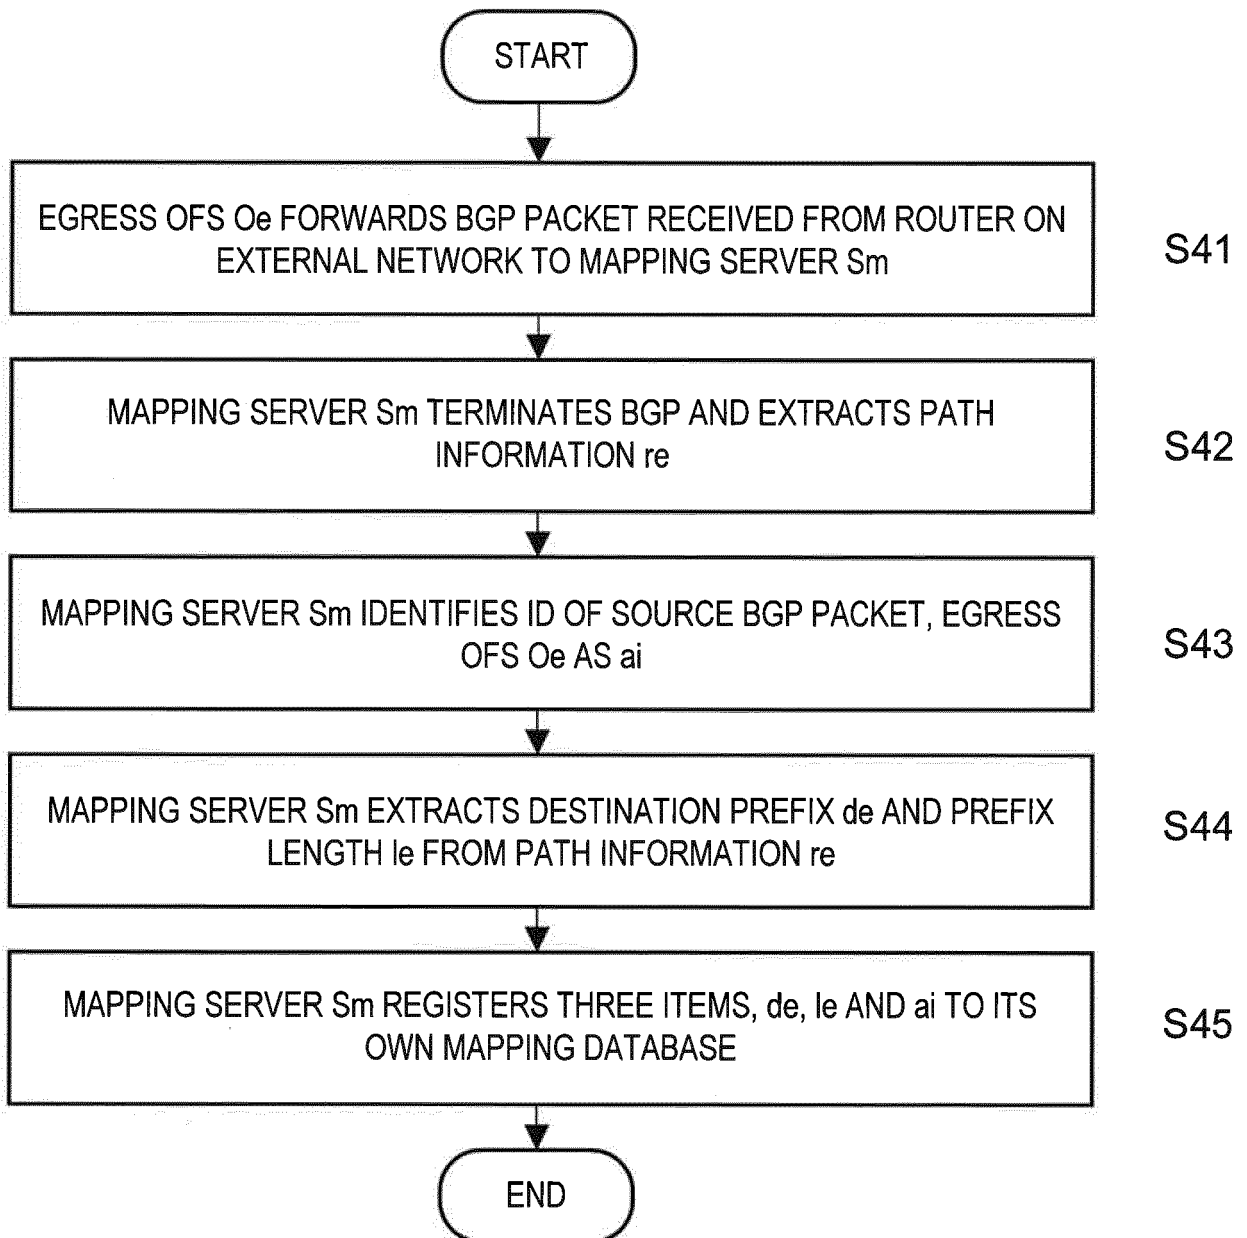 START
EGRESS OFS Oe FORWARDS BGP PACKET RECEIVED FROM ROUTER ON
EXTERNAL NETWORK TO MAPPING SERVER Sm
S41
MAPPING SERVER Sm TERMINATES BGP AND EXTRACTS PATH
INFORMATION re
S42
MAPPING SERVER Sm IDENTIFIES ID OF SOURCE BGP PACKET, EGRESS
OFS Oe AS ai
S43
MAPPING SERVER Sm EXTRACTS DESTINATION PREFIX de AND PREFIX
LENGTH le FROM PATH INFORMATION re
S44
MAPPING SERVER Sm REGISTERS THREE ITEMS, de, le AND ai TO ITS
OWN MAPPING DATABASE
S45
END